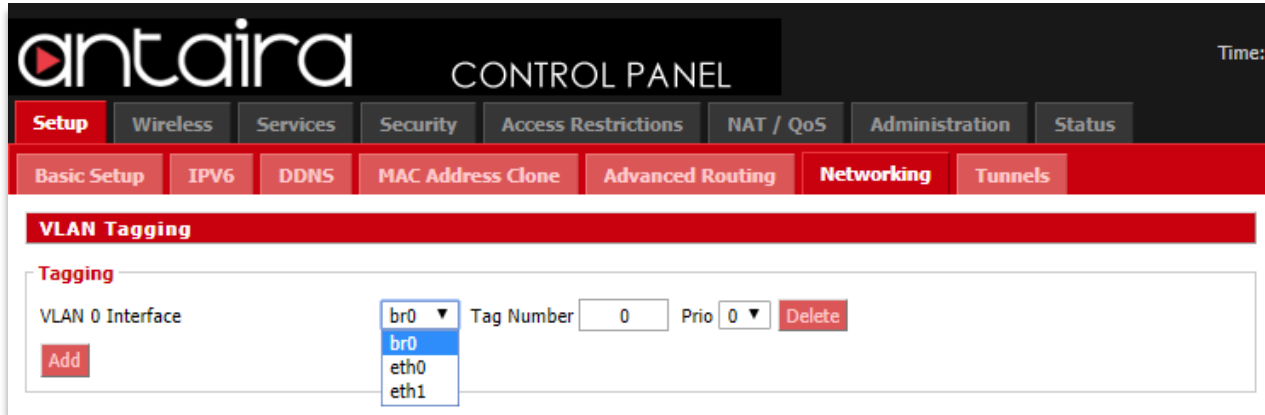 antaira CONTROL PANEL
Time:
Setup Wireless Services Security Access Restrictions NAT / QoS Administration Status
Basic Setup IPV6 DDNS MAC Address Clone Advanced Routing Networking Tunnels
VLAN Tagging
Tagging
VLAN 0 Interface br0 Tag Number 0 Prio 0 Delete
br0
Add
eth0
eth1